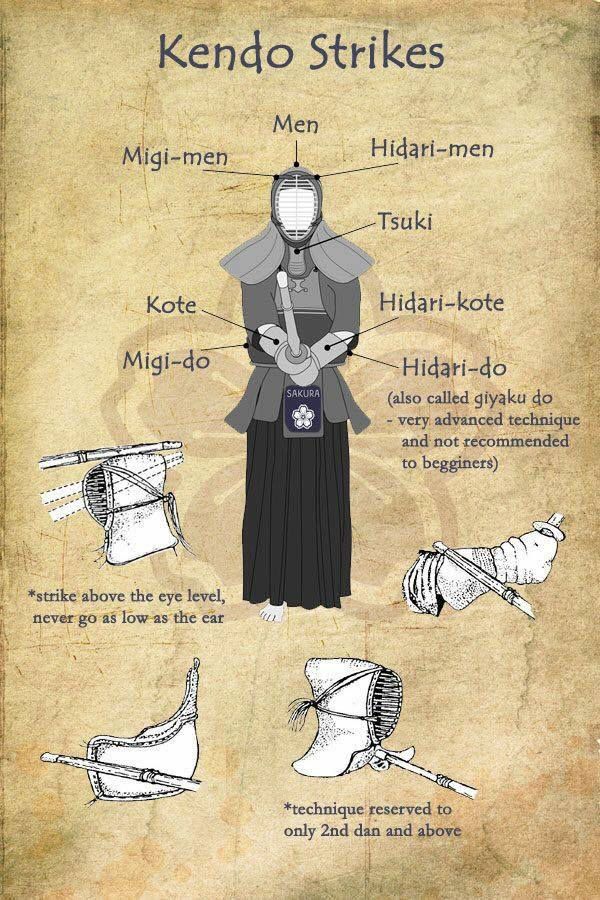 Kendo Strikes
Men
Migi-men
Hidari-men
Tsuki
Kote
Hidari-kote
Migi-do
Hidari-do
(also called giyaku do
- very advanced technique
and not recommended
to begginers)
SAKURA
*strike above the eye level,
never go as low as the ear
*technique reserved to
only 2nd dan and above